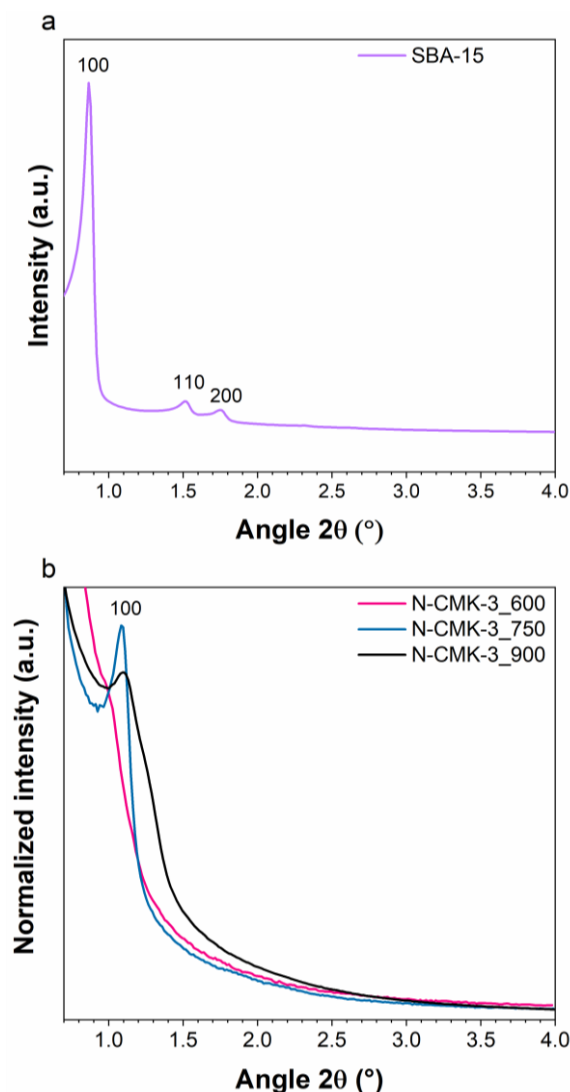 a
100
SBA-15
110
200
Intensity (a.u.)
1.0 1.5 2.0 2.5 3.0 3.5 4.0
Angle 2θ (°)
b
100
N-CMK-3_600
N-CMK-3_750
N-CMK-3_900
Normalized intensity (a.u.)
1.0 1.5 2.0 2.5 3.0 3.5 4.0
Angle 2θ (°)